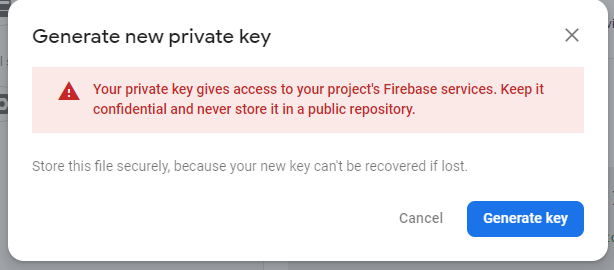 Generate new private key
Your private key gives access to your project's Firebase services. Keep it
confidential and never store it in a public repository.
Store this file securely, because your new key can't be recovered if lost.
Cancel
Generate key